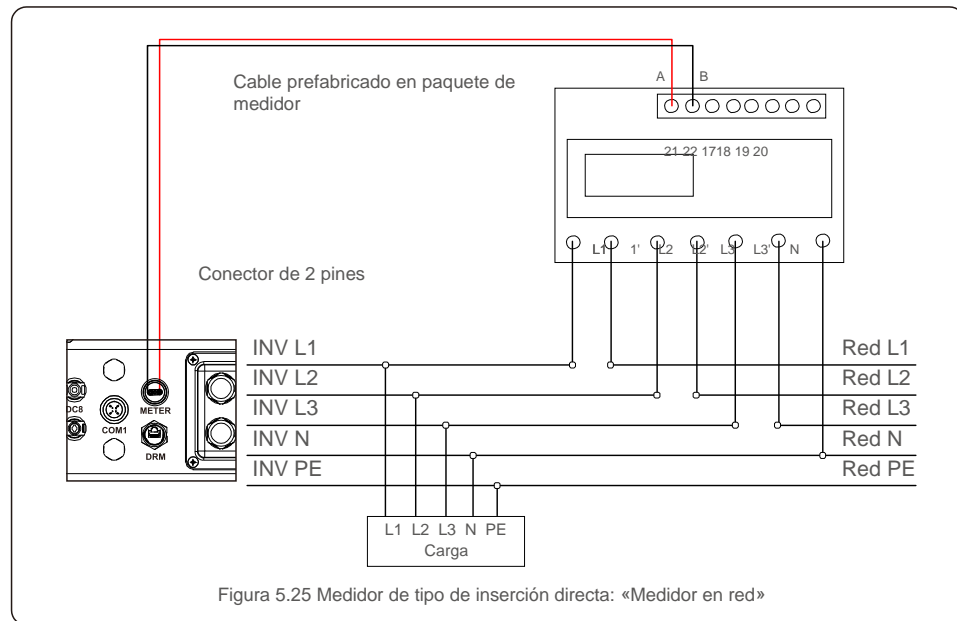 A B
Cable prefabricado en paquete de
medidor
21 22 1718 19 20
L1 1' L2 L2' L3 L3' N
Conector de 2 pines
INV L1 Red L1
INV L2 Red L2
INV L3 Red L3
INV N Red N
INV PE Red PE
DC8
METER
COM1
DRM
L1 L2 L3 N PE
Carga
Figura 5.25 Medidor de tipo de inserción directa: «Medidor en red»